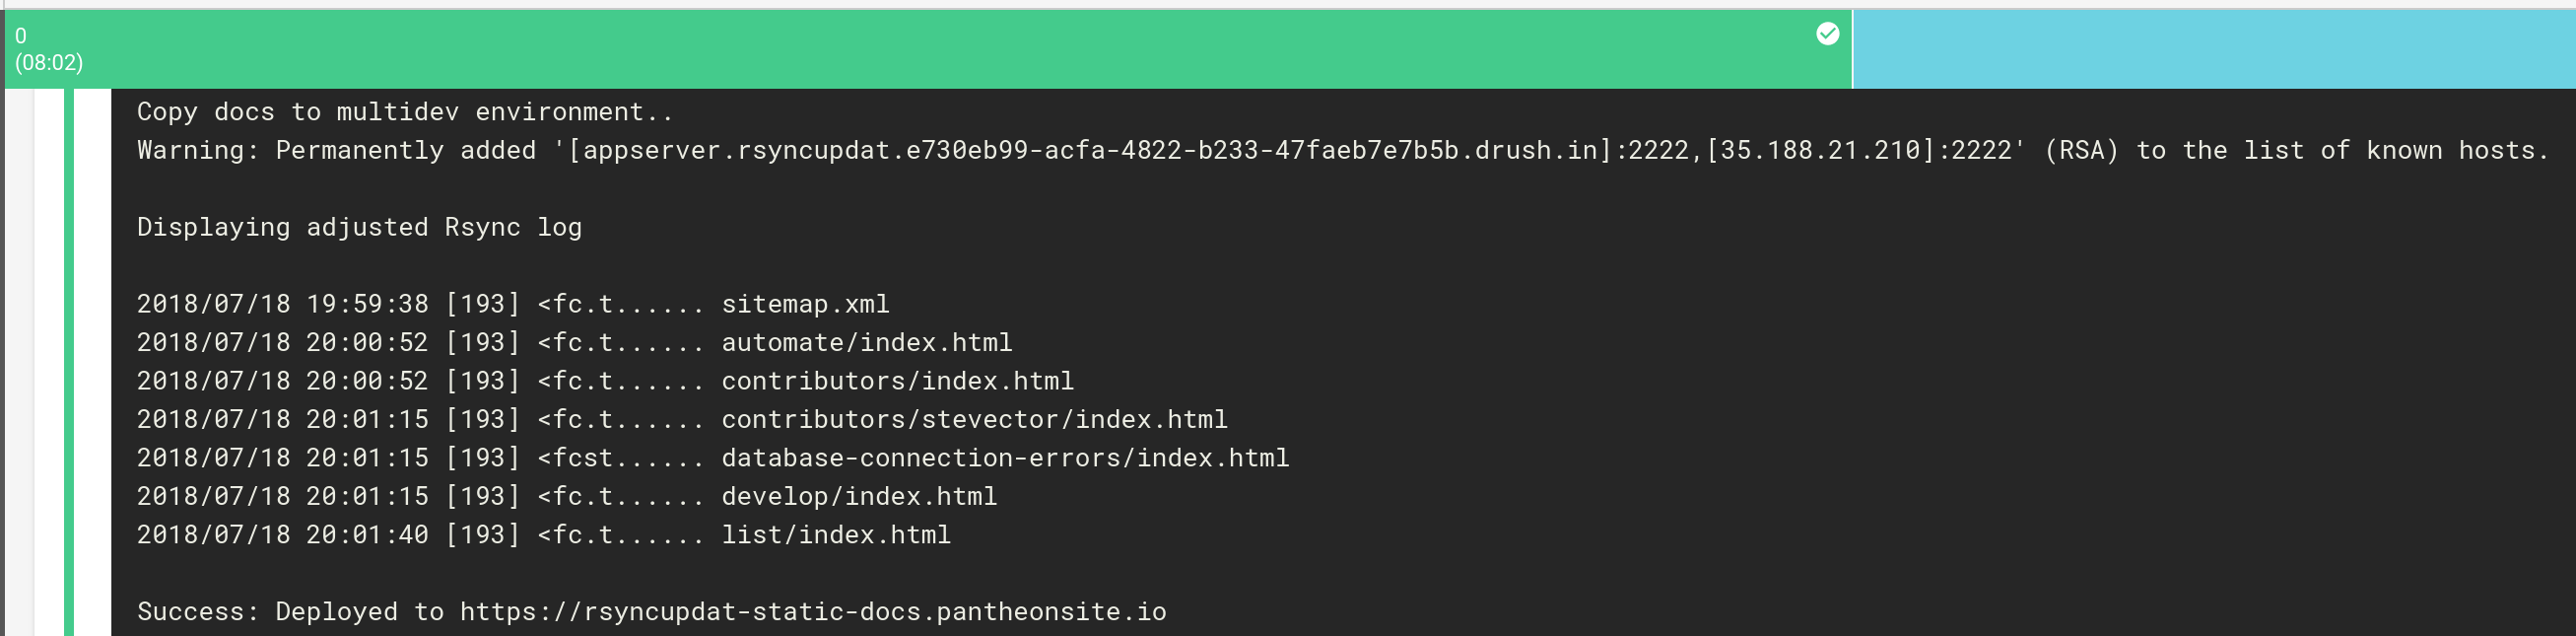 0
(08:02)
Copy docs to multidev environment..
Warning: Permanently added '[appserver.rsyncupdat.e730eb99-acfa-4822-b233-47faeb7e7b5b.drush.in]:2222,[35.188.21.210]:2222' (RSA) to the list of known hosts.
Displaying adjusted Rsync log
2018/07/18 19:59:38 [193] <fc.t...... sitemap.xml
2018/07/18 20:00:52 [193] <fc.t...... automate/index.html
2018/07/18 20:00:52 [193] <fc.t...... contributors/index.html
2018/07/18 20:01:15 [193] <fc.t...... contributors/stevector/index.html
2018/07/18 20:01:15 [193] <fcst...... database-connection-errors/index.html
2018/07/18 20:01:15 [193] <fc.t...... develop/index.html
2018/07/18 20:01:40 [193] <fc.t...... list/index.html
Success: Deployed to https://rsyncupdat-static-docs.pantheonsite.io